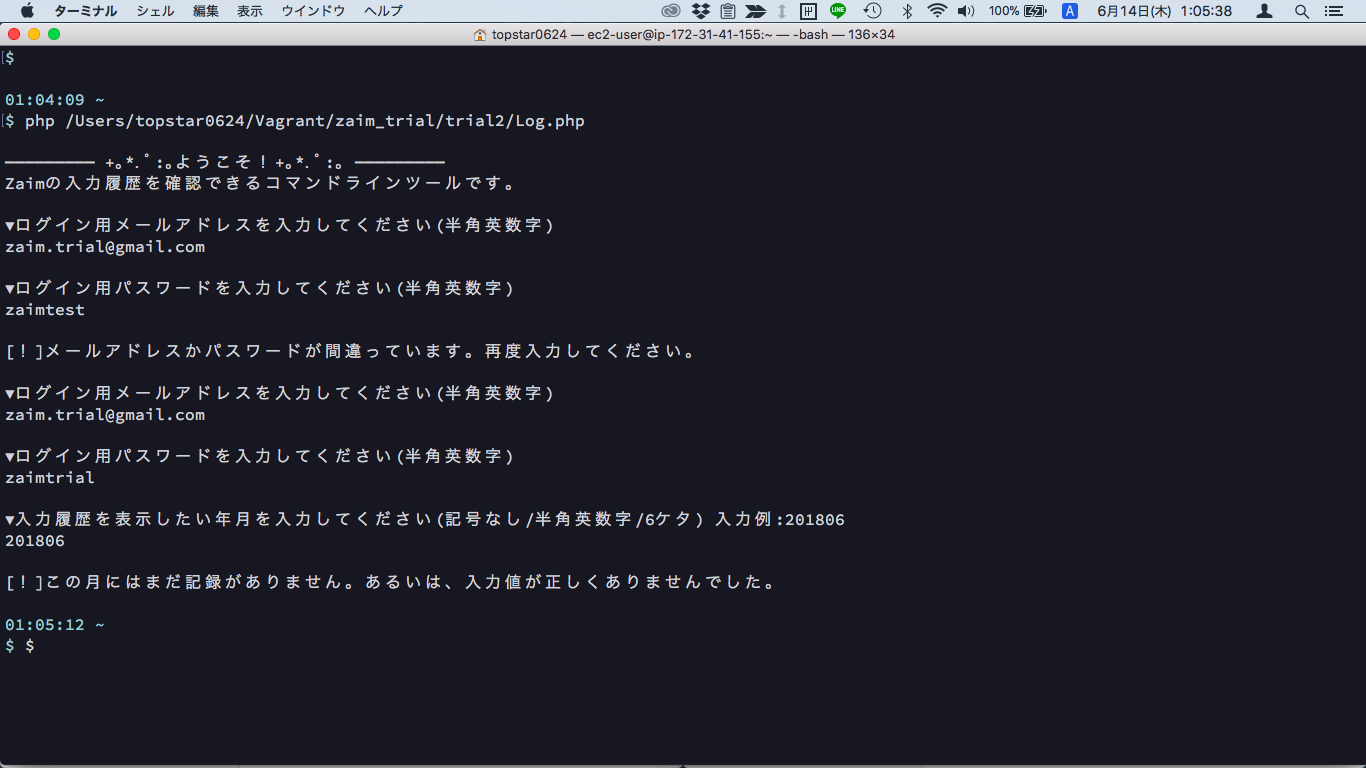 ターミナル シェル 編集 表示 ウインドウ ヘルプ LINE 100% A 6月14日(木) 1:05:38
topstar0624 — ec2-user@ip-172-31-41-155:~ — -bash — 136×34
[$
01:04:09 ~
[$ php /Users/topstar0624/Vagrant/zaim_trial/trial2/Log.php
───────── +｡*.ﾟ:｡ようこそ！+｡*.ﾟ:｡ ─────────
Zaimの入力履歴を確認できるコマンドラインツールです。
▼ログイン用メールアドレスを入力してください(半角英数字)
zaim.trial@gmail.com
▼ログイン用パスワードを入力してください(半角英数字)
zaimtest
[！]メールアドレスかパスワードが間違っています。再度入力してください。
▼ログイン用メールアドレスを入力してください(半角英数字)
zaim.trial@gmail.com
▼ログイン用パスワードを入力してください(半角英数字)
zaimtrial
▼入力履歴を表示したい年月を入力してください(記号なし/半角英数字/6ケタ) 入力例:201806
201806
[！]この月にはまだ記録がありません。あるいは、入力値が正しくありませんでした。
01:05:12 ~
$ $